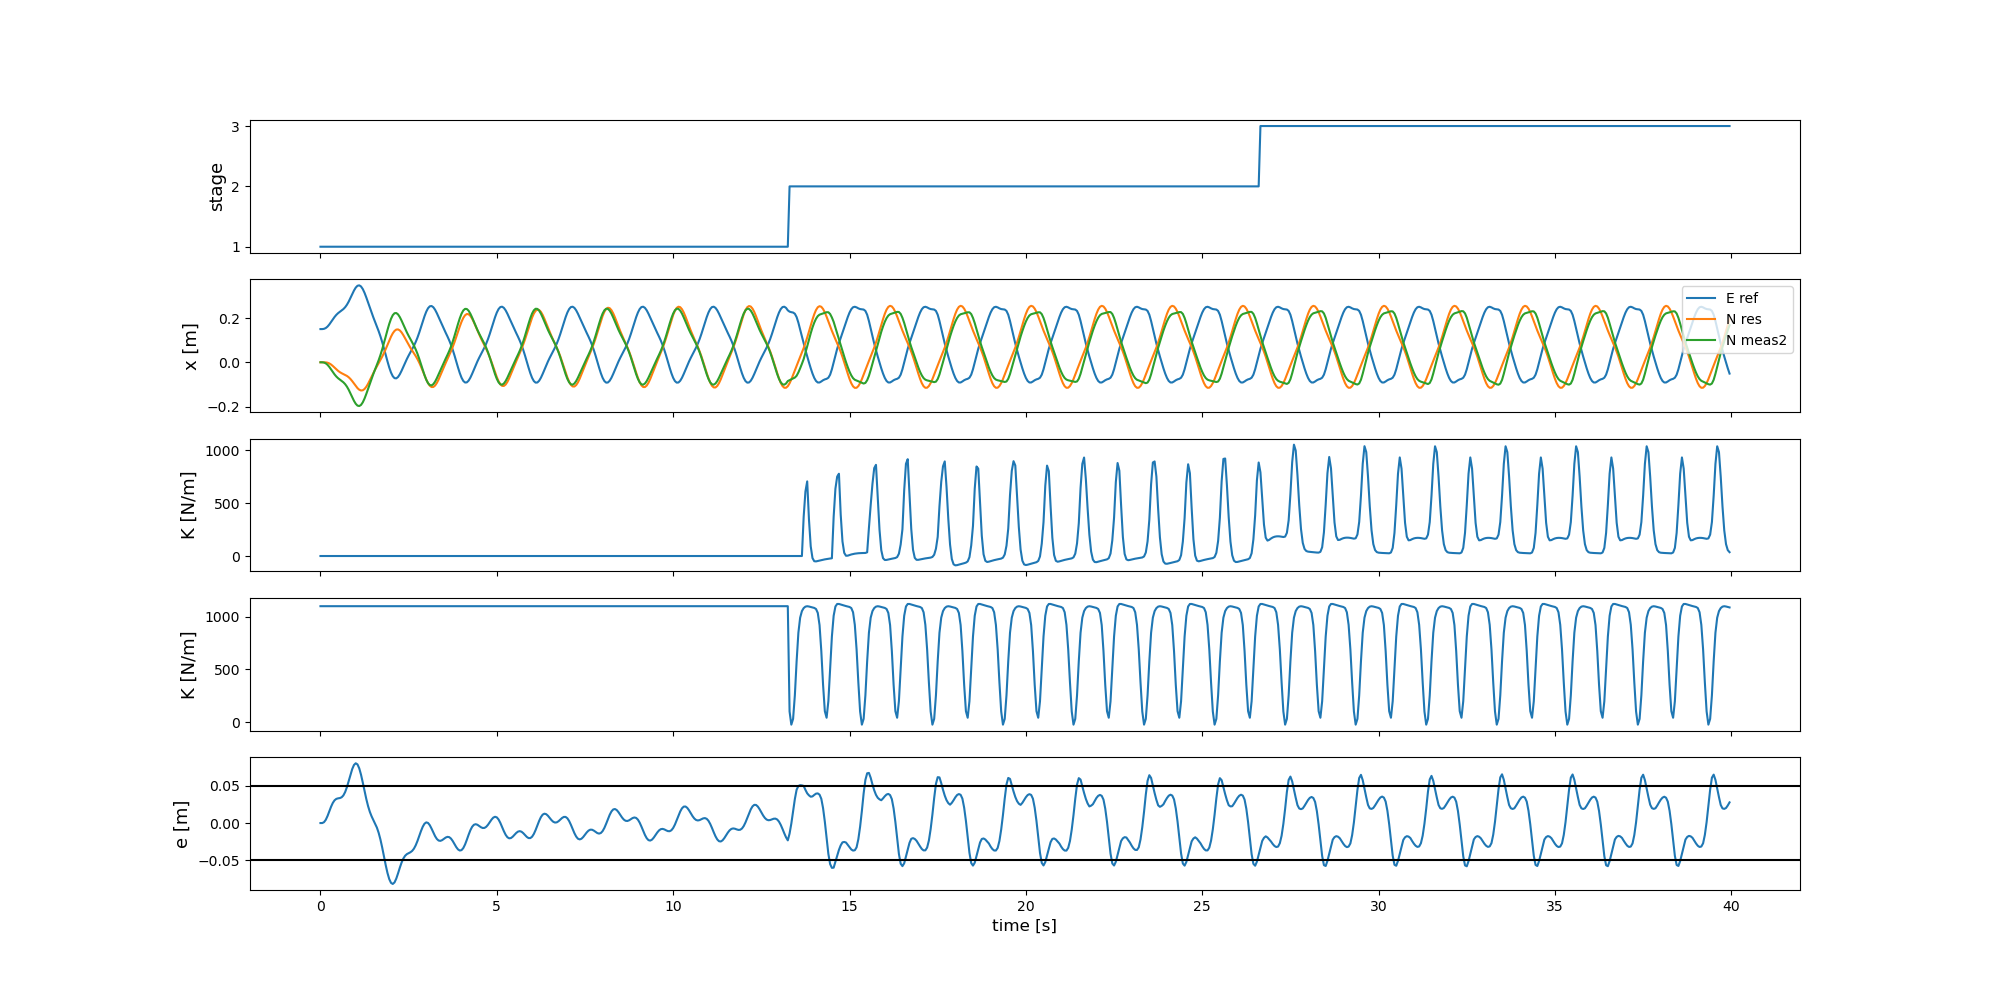 stage
3
2
1
x [m]
0.2
0.0
−0.2
E ref
N res
N meas2
K [N/m]
1000
500
0
K [N/m]
1000
500
0
e [m]
0.05
0.00
−0.05
0 5 10 15 20 25 30 35 40
time [s]